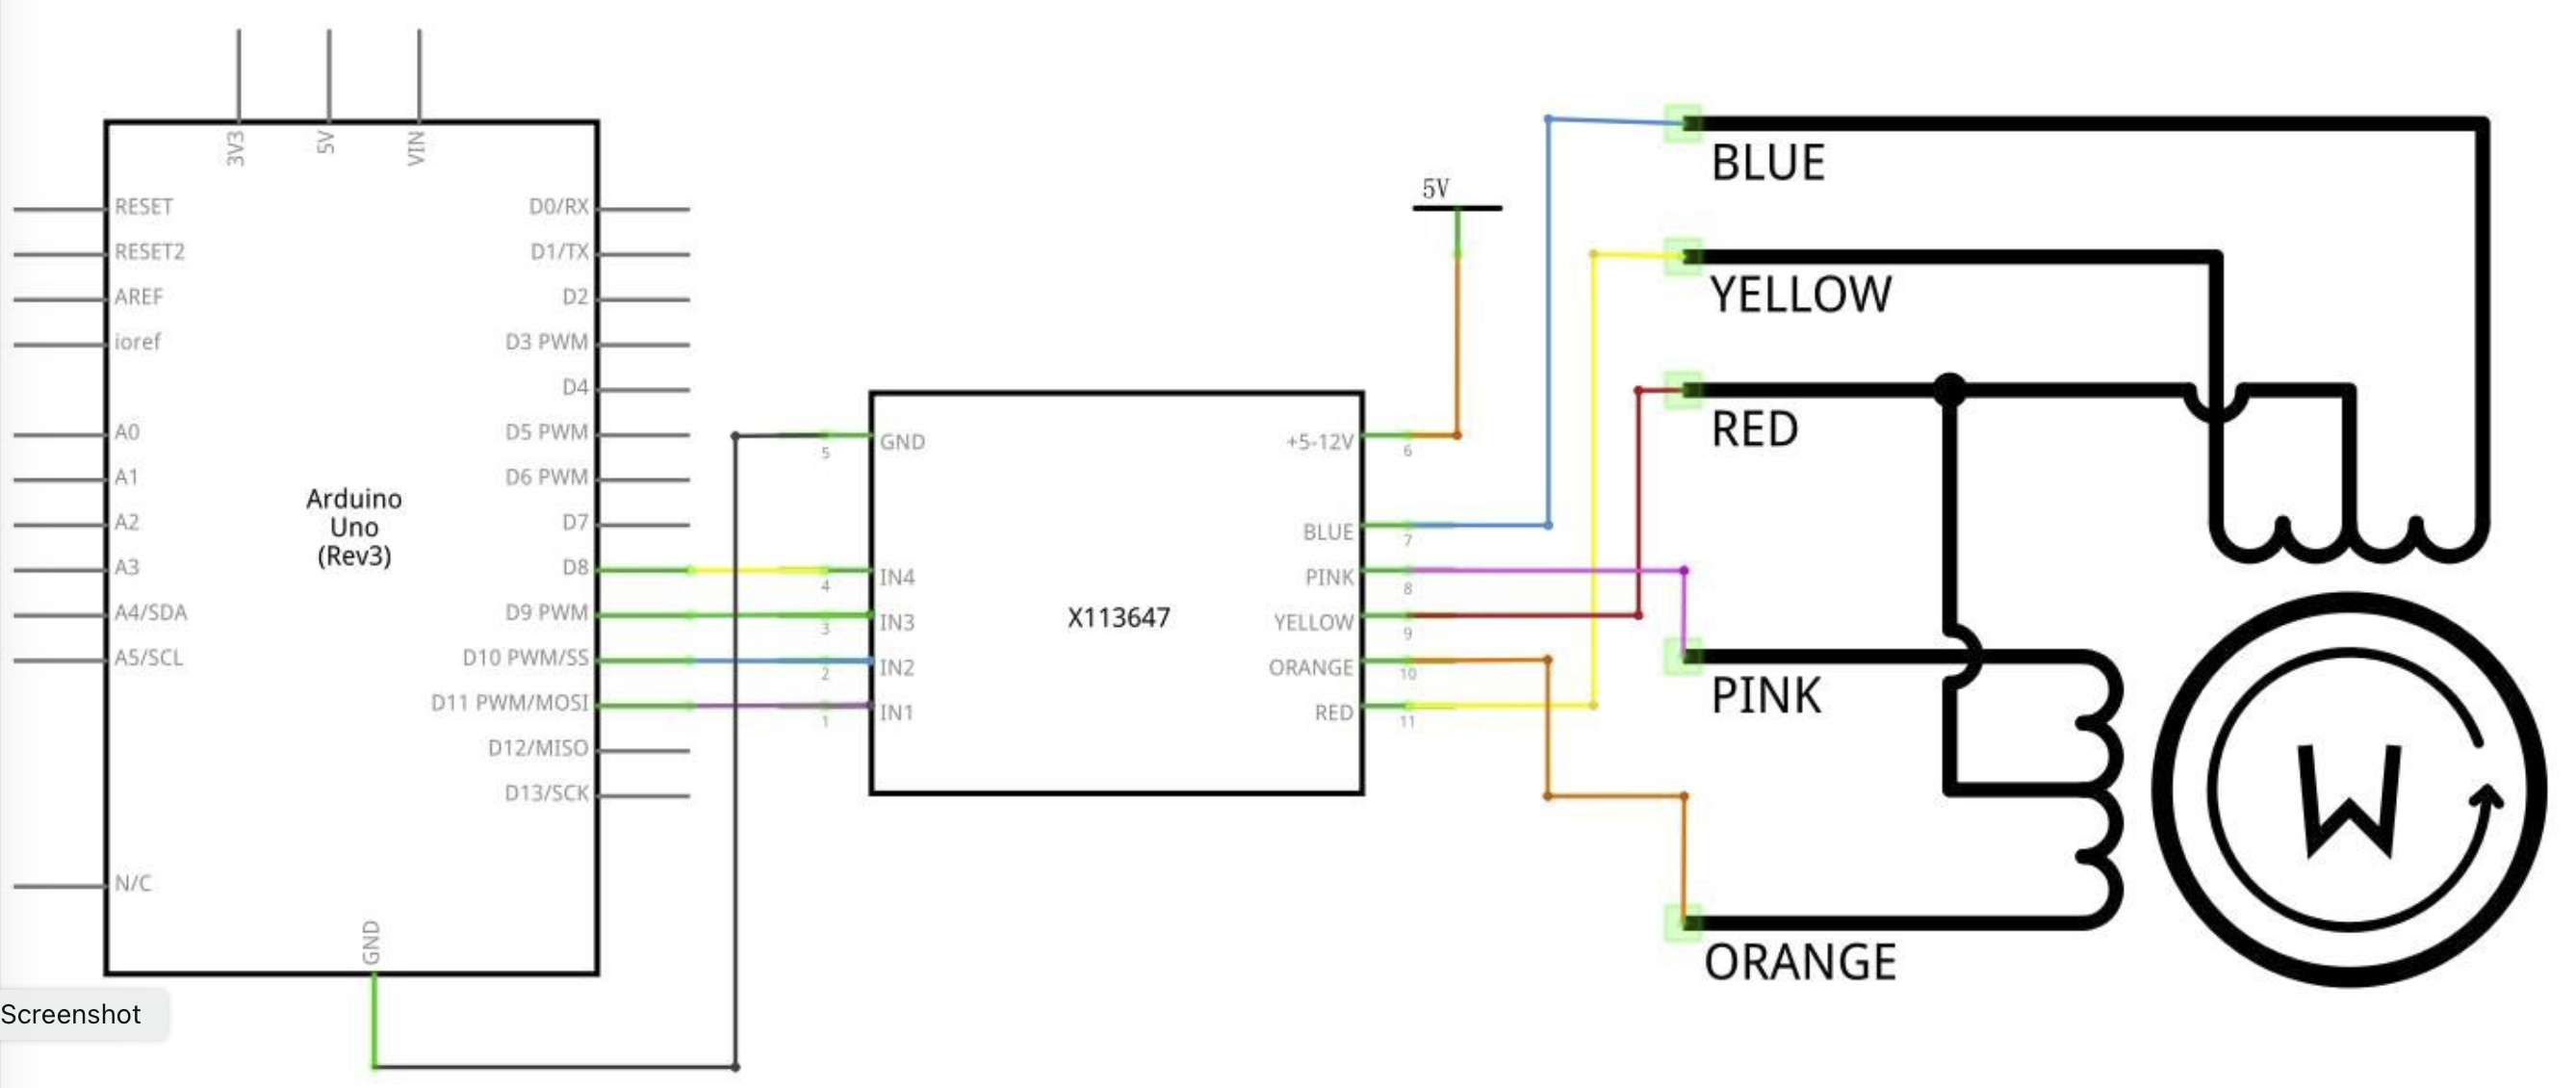 3V3
5V
VIN
RESET
RESET2
AREF
ioref
A0
A1
A2
A3
A4/SDA
A5/SCL
N/C
Arduino
Uno
(Rev3)
D0/RX
D1/TX
D2
D3 PWM
D4
D5 PWM
D6 PWM
D7
D8
D9 PWM
D10 PWM/SS
D11 PWM/MOSI
D12/MISO
D13/SCK
GND
5
4
3
2
1
GND
IN4
IN3
IN2
IN1
X113647
+5-12V
BLUE
PINK
YELLOW
ORANGE
RED
6
7
8
9
10
11
5V
BLUE
YELLOW
RED
PINK
ORANGE
Screenshot